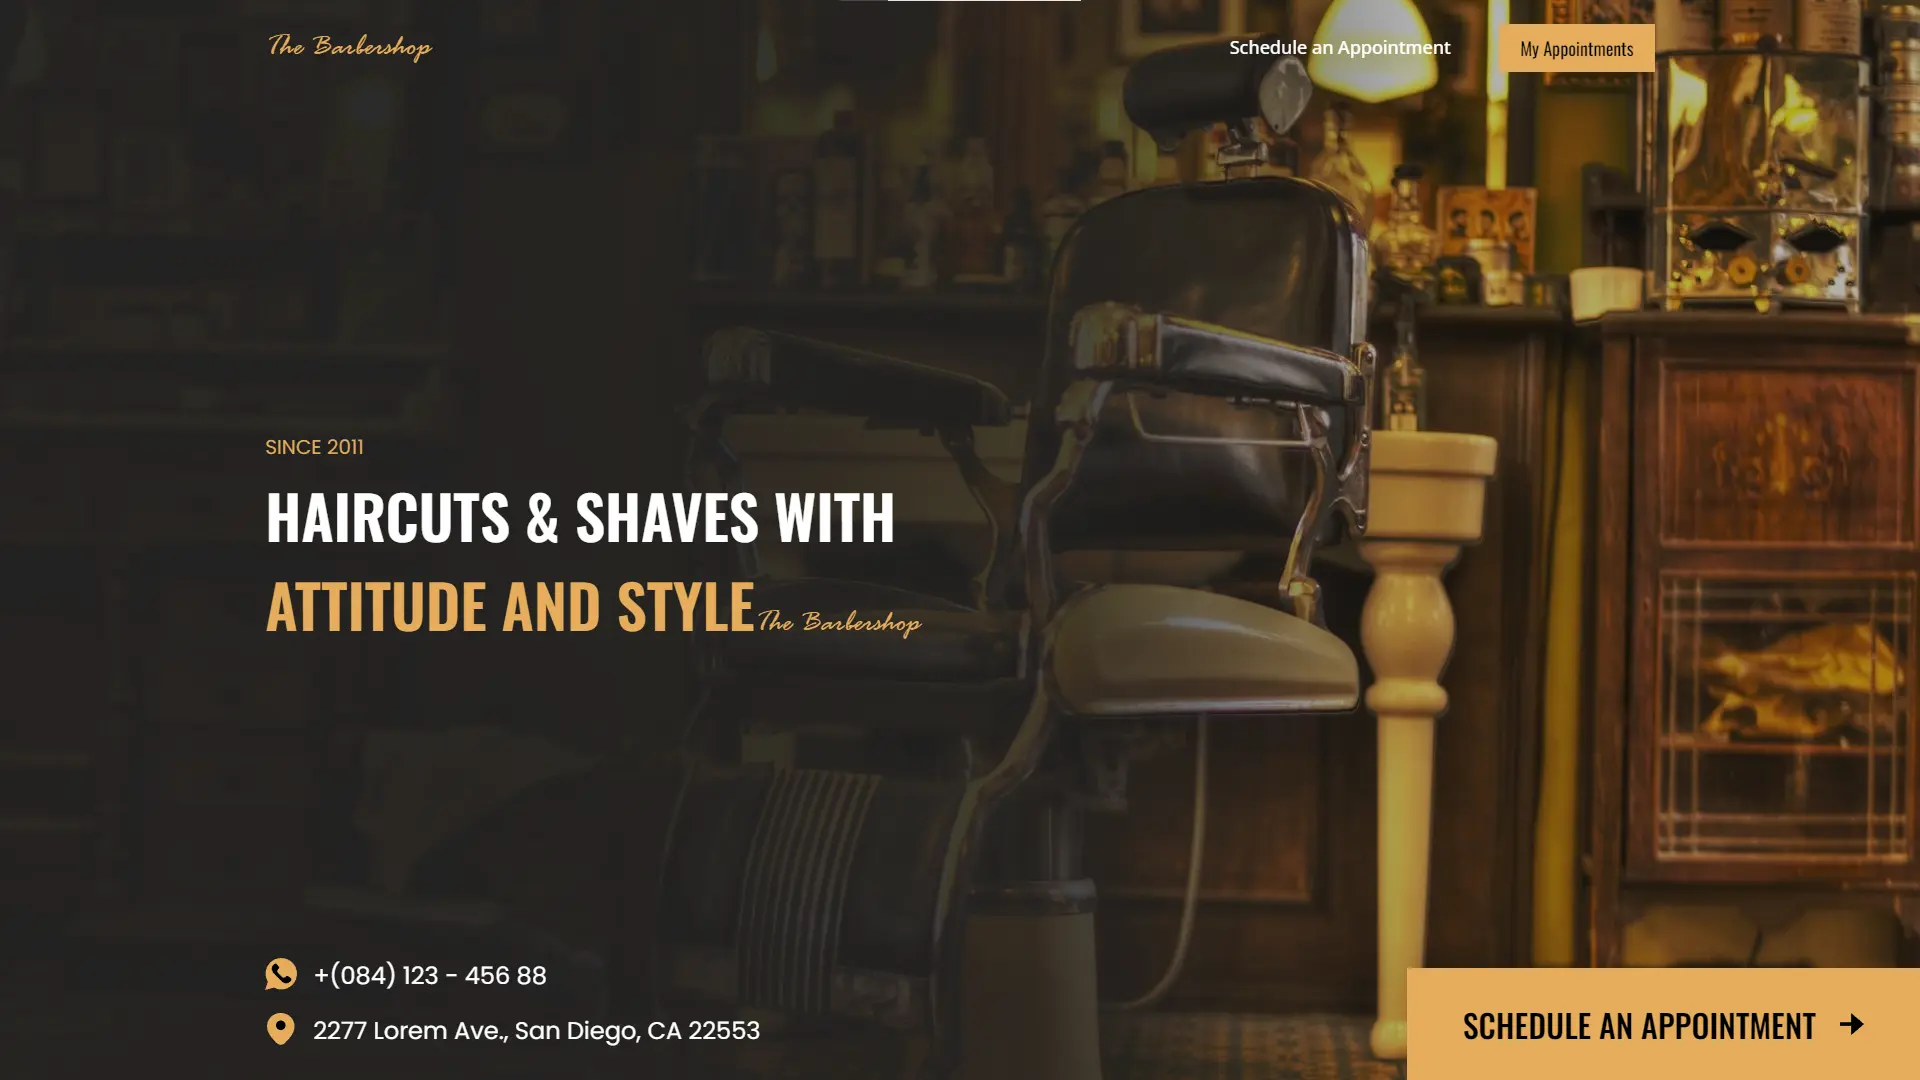 The Barbershop
Schedule an Appointment
My Appointments
SINCE 2011
HAIRCUTS & SHAVES WITH
ATTITUDE AND STYLE The Barbershop
+(084) 123 - 456 88
2277 Lorem Ave., San Diego, CA 22553
SCHEDULE AN APPOINTMENT